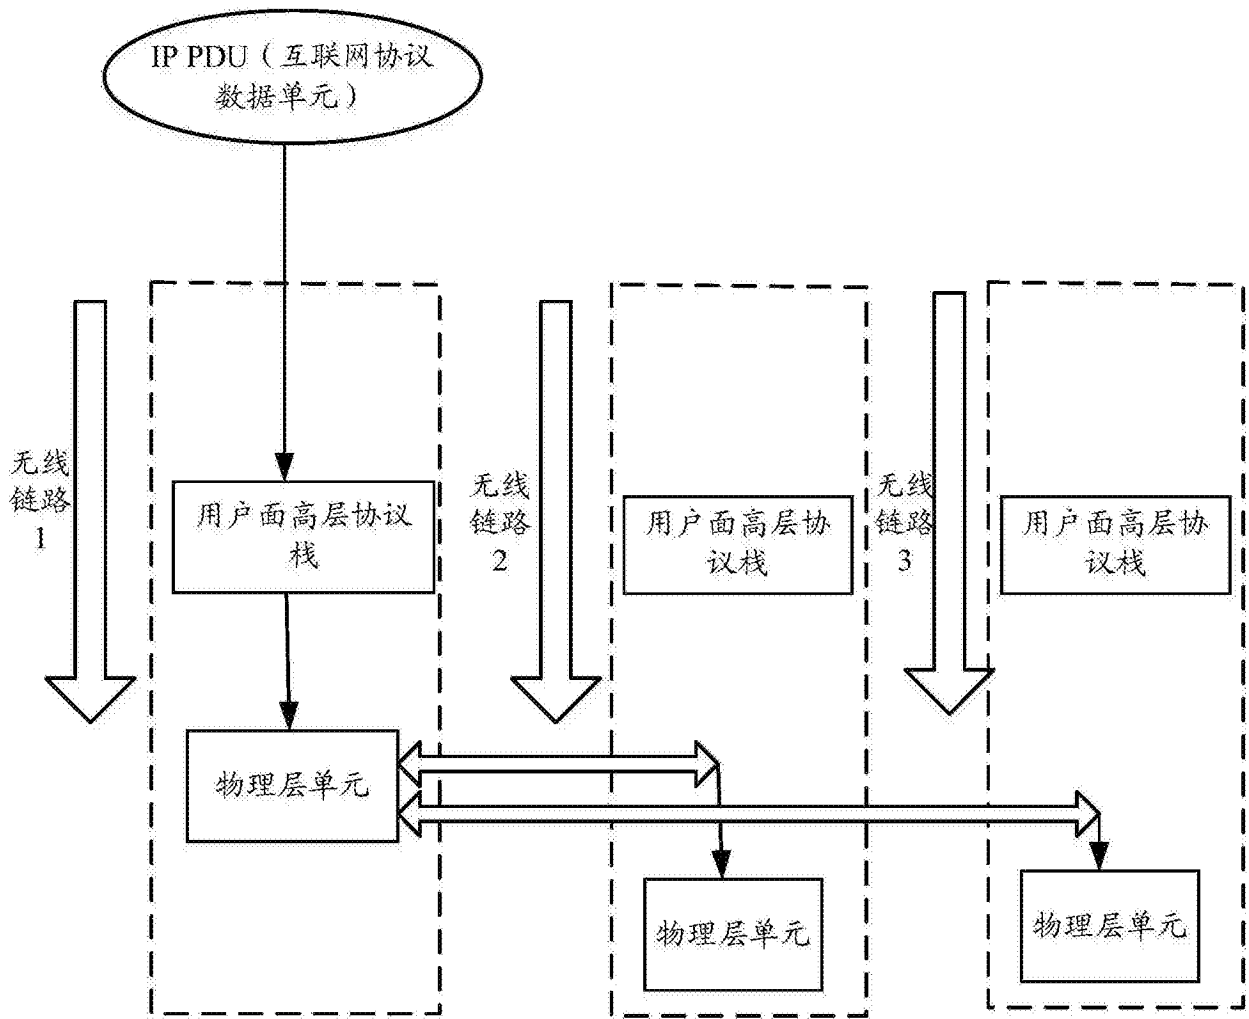 IP PDU（互联网协议
数据单元）
无线
链路
1
用户面高层协议
栈
物理层单元
无线
链路
2
用户面高层协
议栈
物理层单元
无线
链路
3
用户面高层协
议栈
物理层单元